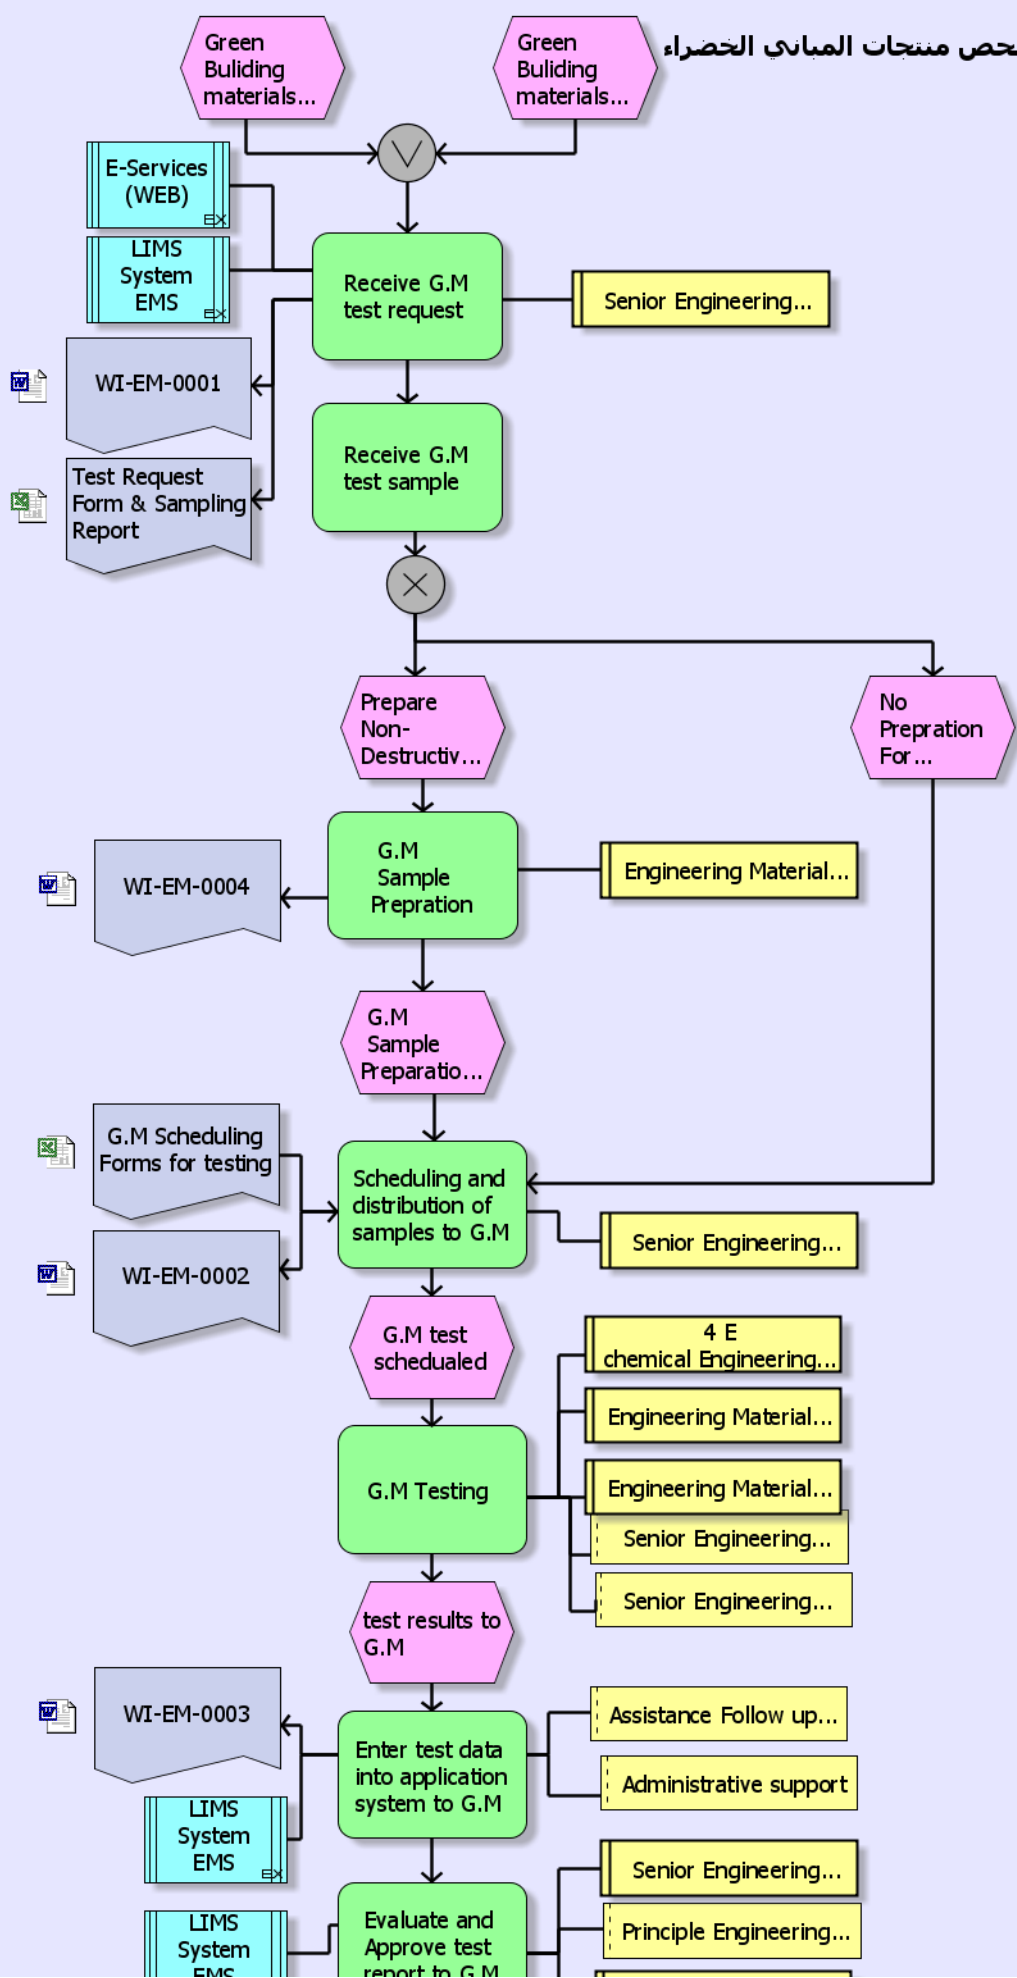 Green
Buliding
materials...
Green
Buliding
materials...
منتجات المباني الخضراء
E-Services
(WEB)
LIMS
System
EMS
Receive G.M
test request
Senior Engineering...
WI-EM-0001
Test Request
Form & Sampling
Report
Receive G.M
test sample
Prepare
Non-
Destructiv...
No
Prepration
For...
G.M
Sample
Prepration
WI-EM-0004
Engineering Material...
G.M
Sample
Preparatio...
G.M Scheduling
Forms for testing
Scheduling and
distribution of
samples to G.M
Senior Engineering...
WI-EM-0002
G.M test
schedualed
4 E
chemical Engineering...
Engineering Material...
G.M Testing
Engineering Material...
Senior Engineering...
Senior Engineering...
test results to
G.M
WI-EM-0003
Enter test data
into application
system to G.M
Assistance Follow up...
Administrative support
LIMS
System
EMS
Senior Engineering...
Evaluate and
Approve test
report to G.M
Principle Engineering...
LIMS
System
EMS